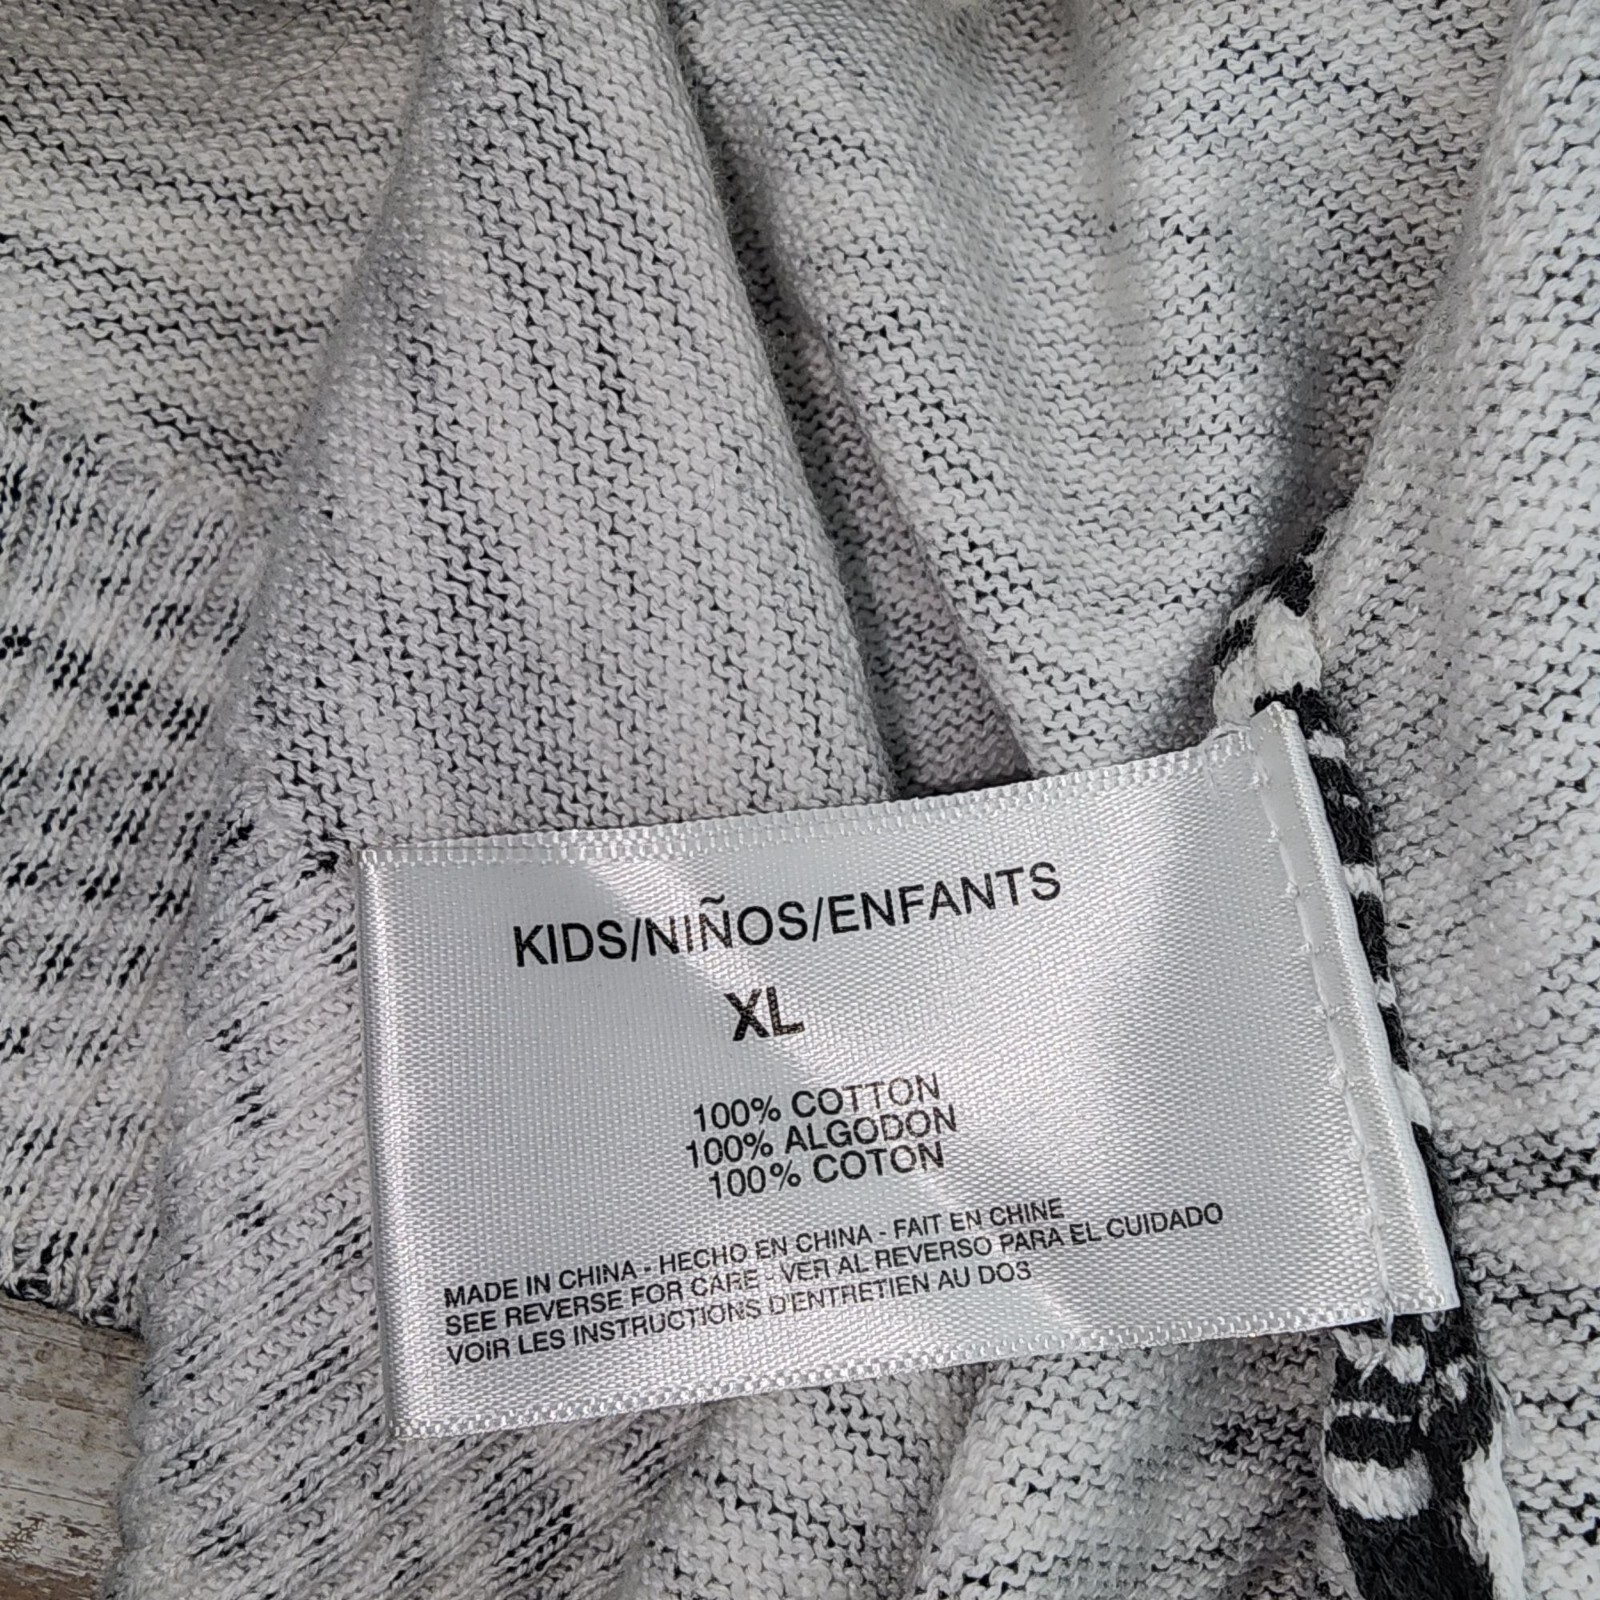 KIDS/NIÑOS/ENFANTS
XL
100% COTTON
100% ALGODON
100% COTON
MADE IN CHINA - HECHO EN CHINA - FAIT EN CHINE
SEE REVERSE FOR CARE - VER AL REVERSO PARA EL CUIDADO
VOIR LES INSTRUCTIONS D'ENTRETIEN AU DOS